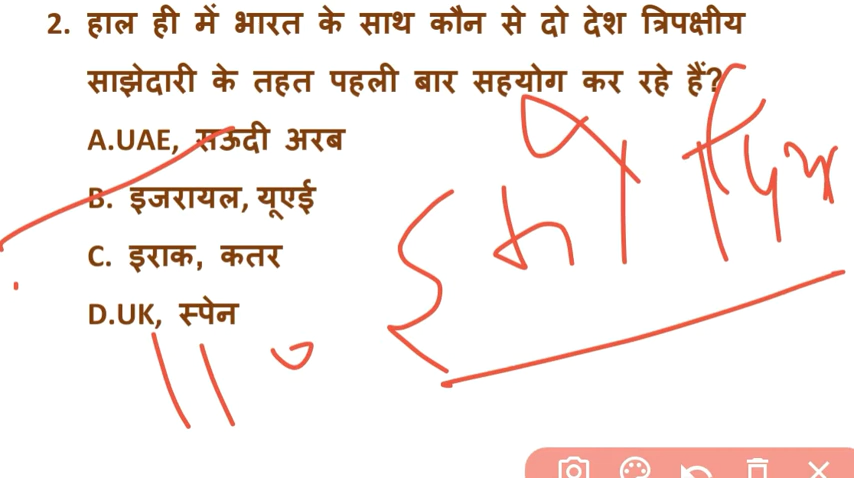 2. हाल ही में भारत के साथ कौन से दो देश त्रिपक्षीय
साझेदारी के तहत पहली बार सहयोग कर रहे हैं?
A.UAE, सऊदी अरब
B. इजरायल, यूएई
C. इराक, कतर
D.UK, स्पेन